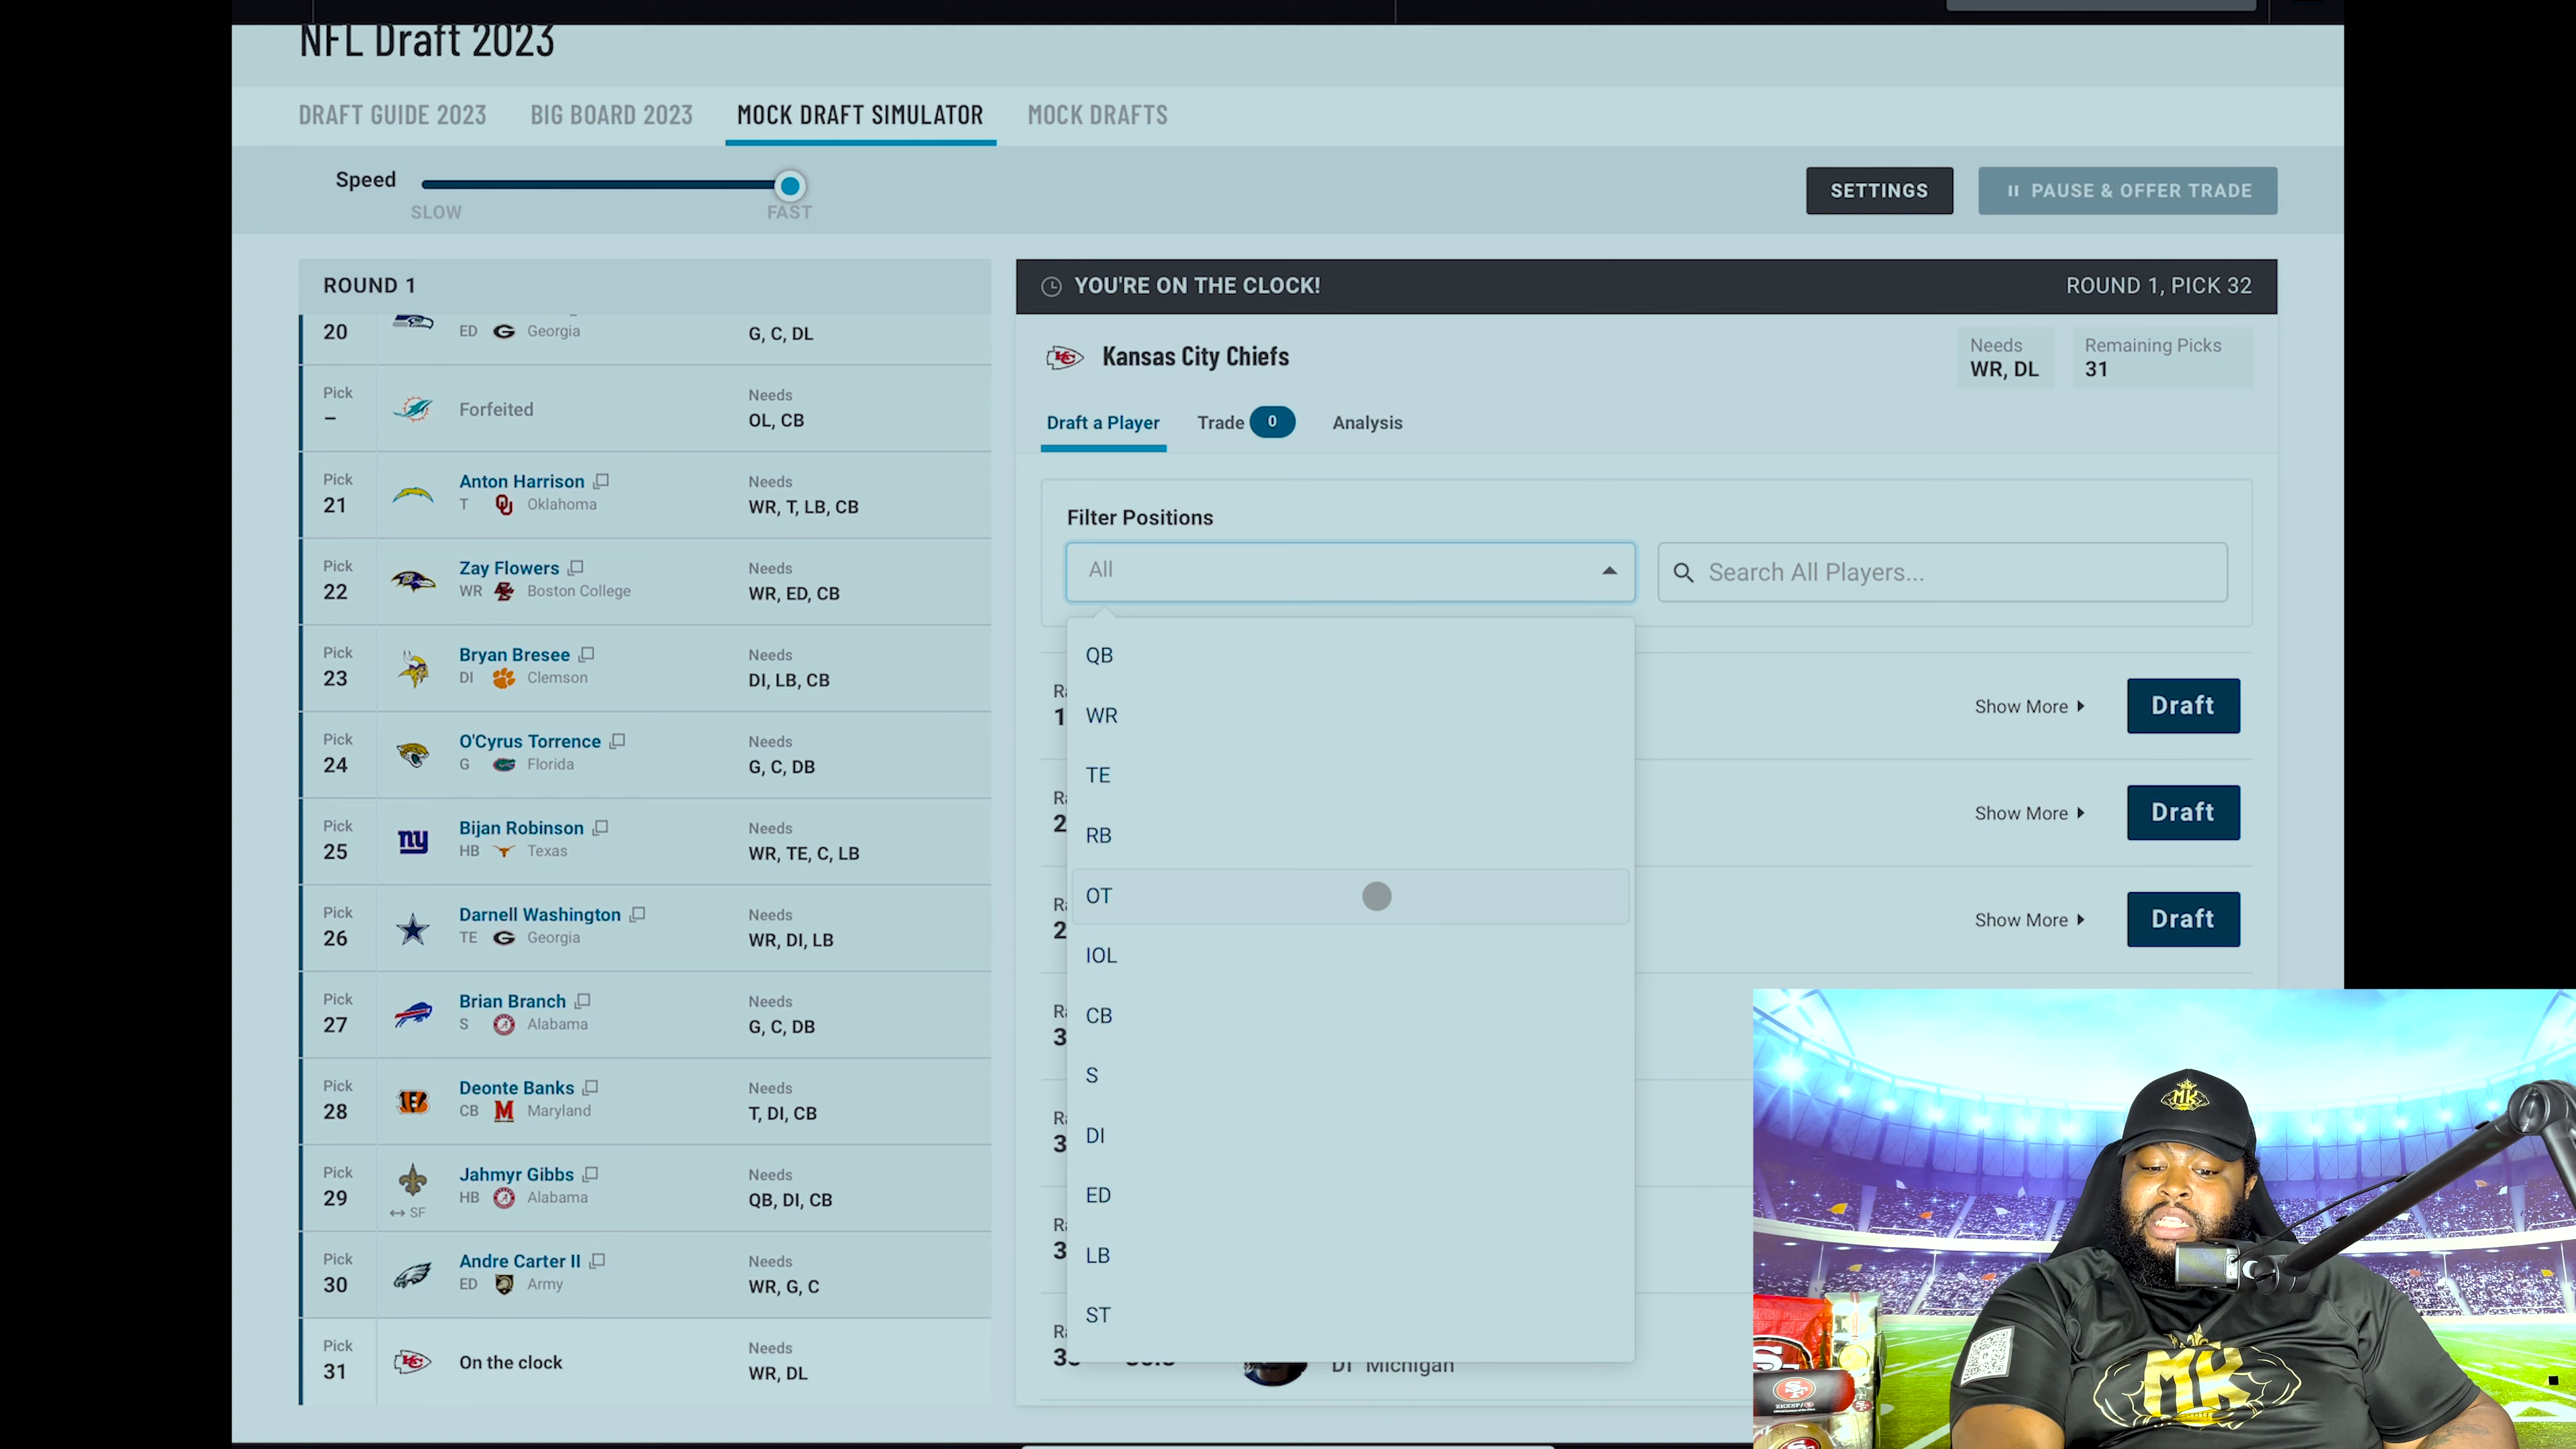 NFL Draft 2023
DRAFT GUIDE 2023 BIG BOARD 2023 MOCK DRAFT SIMULATOR MOCK DRAFTS
Speed
SLOW FAST
SETTINGS PAUSE & OFFER TRADE
ROUND 1
20 ED Georgia G, C, DL
Pick Forfeited Needs
– OL, CB
Pick Anton Harrison Needs
21 T OU Oklahoma WR, T, LB, CB
Pick Zay Flowers Needs
22 WR BC Boston College WR, ED, CB
Pick Bryan Bresee Needs
23 DI Clemson DI, LB, CB
Pick O'Cyrus Torrence Needs
24 G Florida G, C, DB
Pick Bijan Robinson Needs
25 ny HB Texas WR, TE, C, LB
Pick Darnell Washington Needs
26 TE G Georgia WR, DI, LB
Pick Brian Branch Needs
27 S A Alabama G, C, DB
Pick Deonte Banks Needs
28 CB M Maryland T, DI, CB
Pick Jahmyr Gibbs Needs
29 HB A Alabama QB, DI, CB
↔ SF
Pick Andre Carter II Needs
30 ED Army WR, G, C
Pick On the clock Needs
31 KC WR, DL
YOU'RE ON THE CLOCK! ROUND 1, PICK 32
KC Kansas City Chiefs
Needs Remaining Picks
WR, DL 31
Draft a Player Trade 0 Analysis
Filter Positions
All Search All Players...
QB
WR
TE
RB
OT
IOL
CB
S
DI
ED
LB
ST
Show More Draft
Show More Draft
Show More Draft
DI Michigan
MK
MK
SF